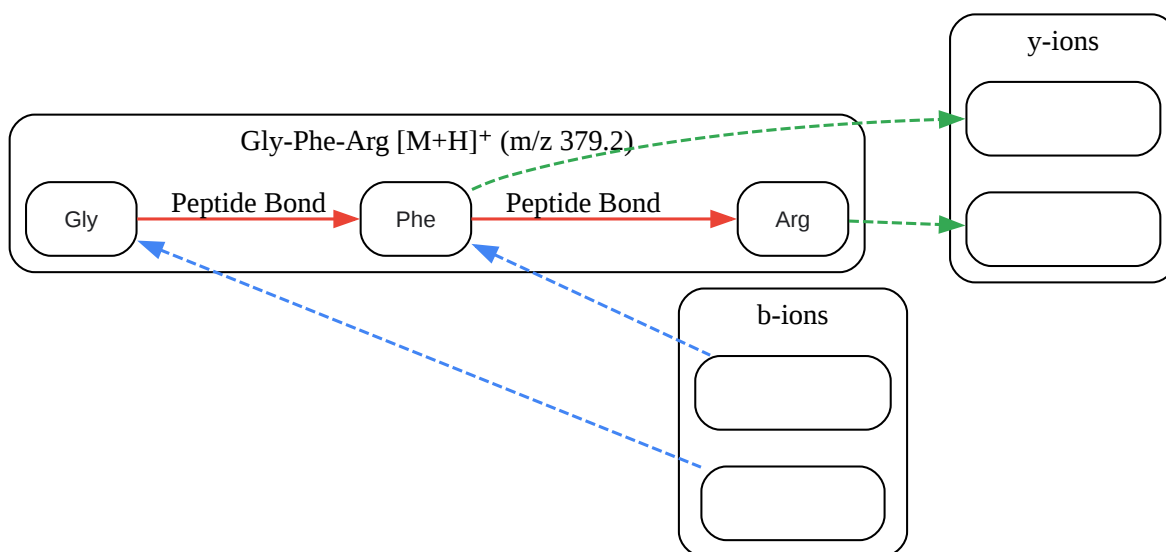 y-ions
Gly-Phe-Arg [M+H]⁺ (m/z 379.2)
Gly
Peptide Bond
Phe
Peptide Bond
Arg
b-ions